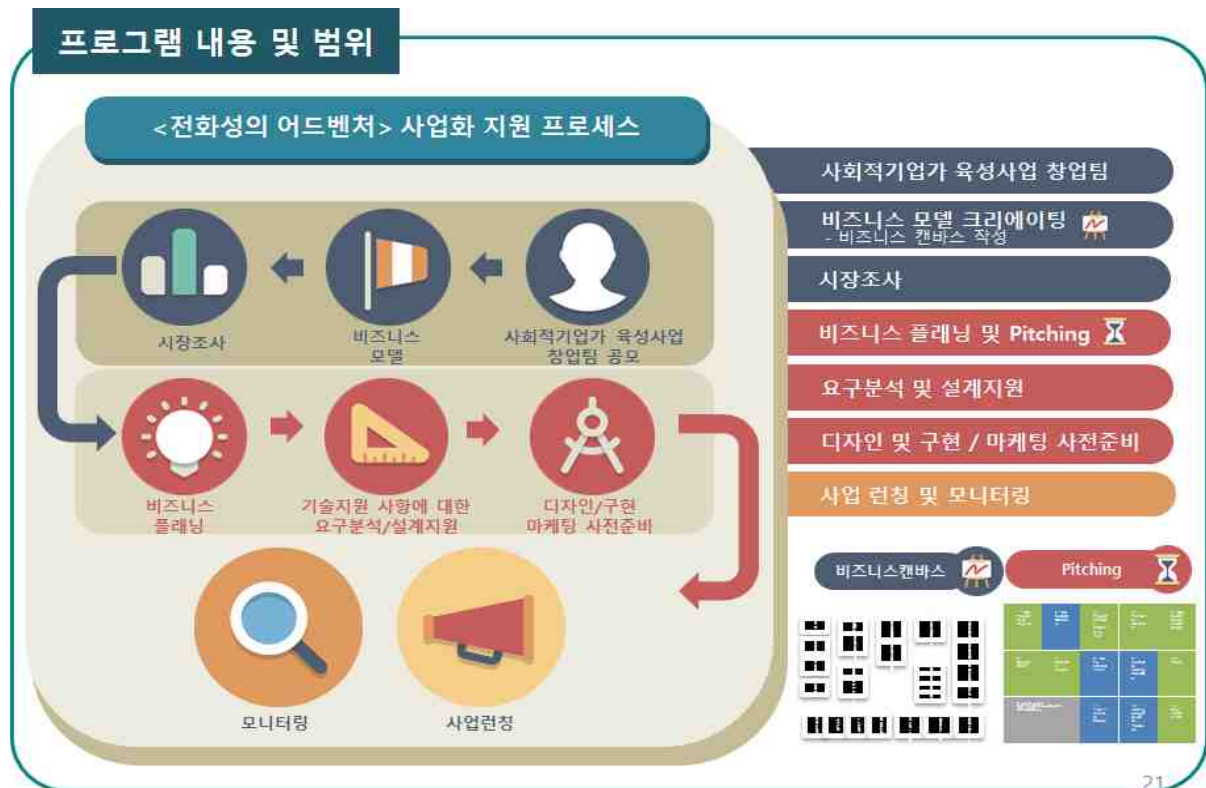 프로그램 내용 및 범위
<전화성의 어드벤처> 사업화 지원 프로세스
시장조사
비즈니스
모델
사회적기업가 육성사업
창업팀 공모
비즈니스
플래닝
기술지원 사항에 대한
요구분석/설계지원
디자인/구현
마케팅 사전준비
모니터링
사업런칭
사회적기업가 육성사업 창업팀
비즈니스 모델 크리에이팅
- 비즈니스 캔바스 작성
시장조사
비즈니스 플래닝 및 Pitching
요구분석 및 설계지원
디자인 및 구현 / 마케팅 사전준비
사업 런칭 및 모니터링
비즈니스캔바스
Pitching
21